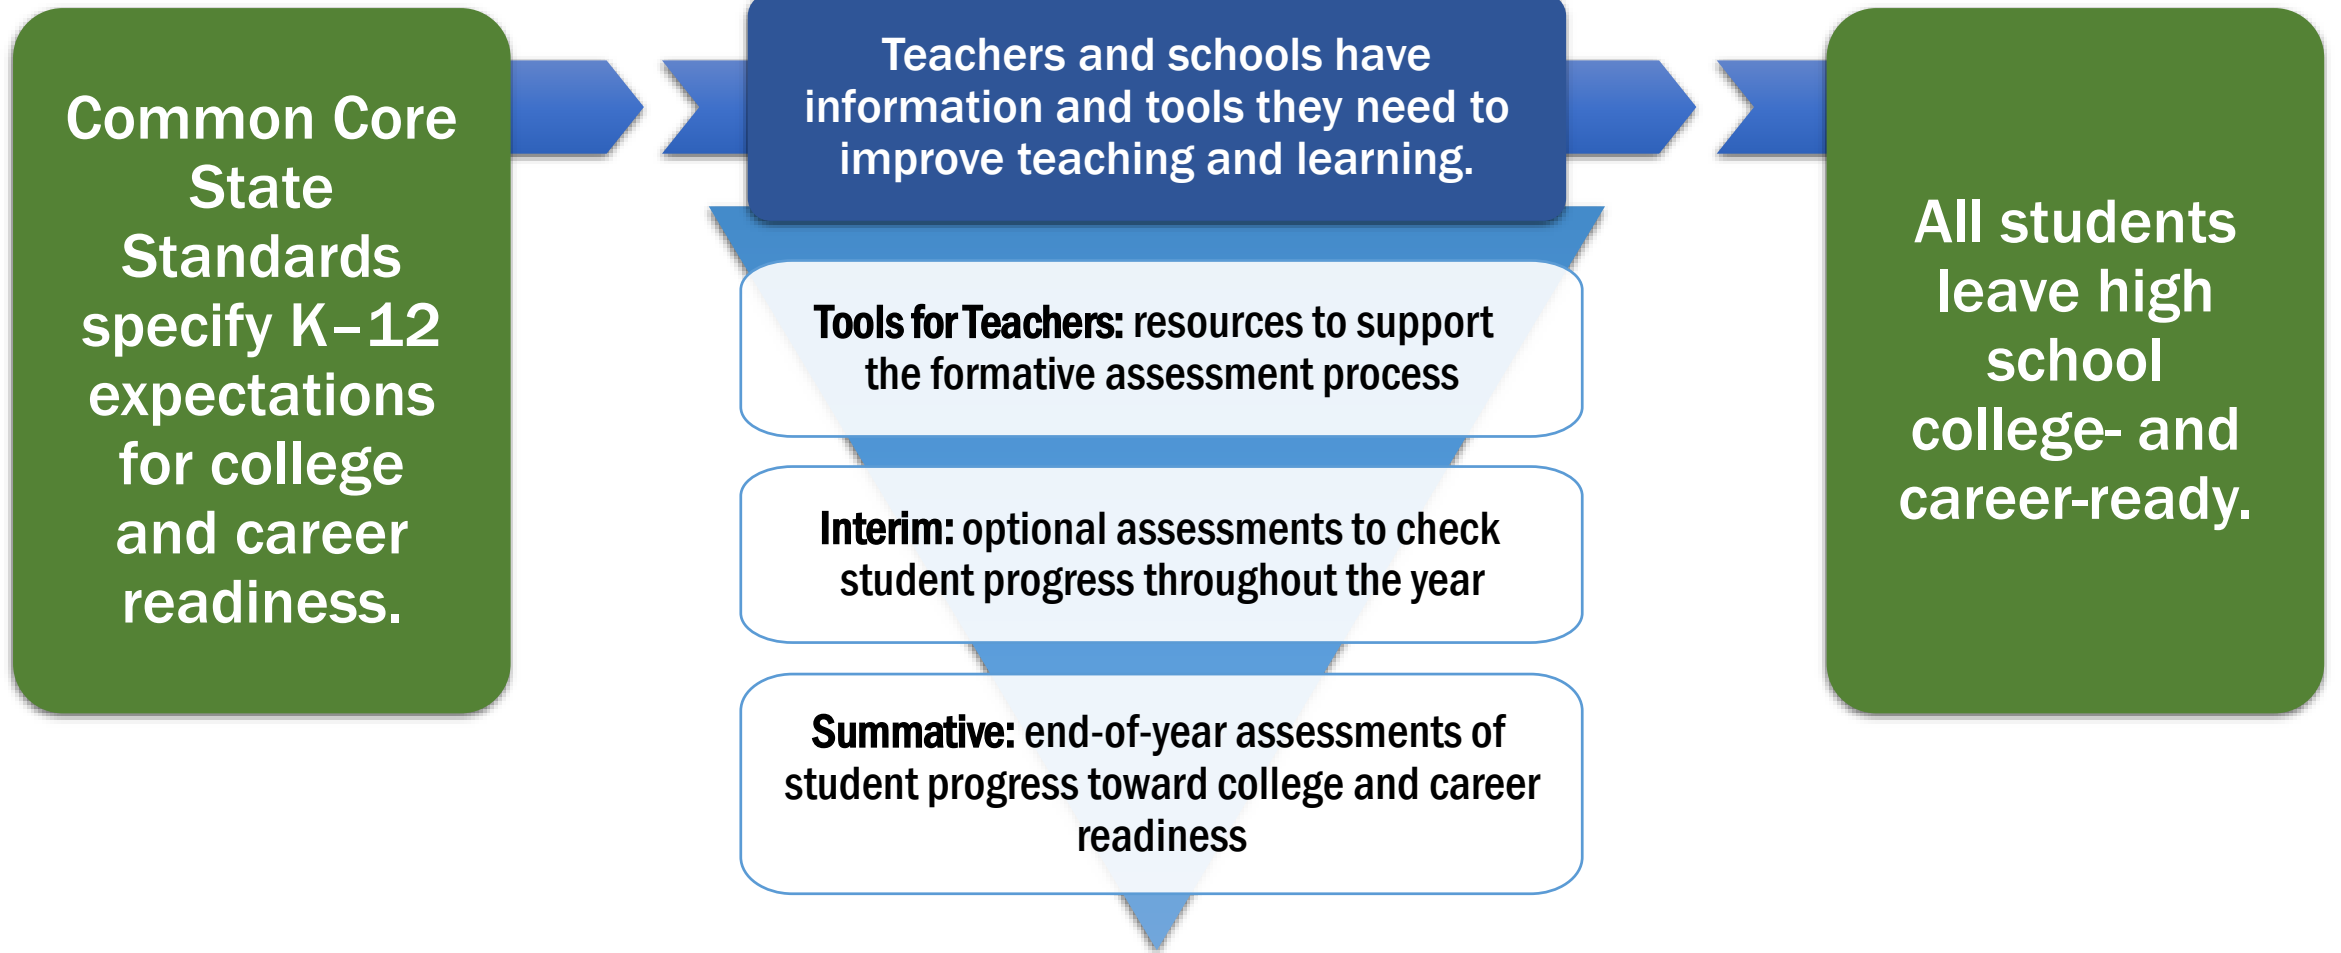 Common Core
State
Standards
specify K–12
expectations
for college
and career
readiness.
Teachers and schools have
information and tools they need to
improve teaching and learning.
Tools for Teachers: resources to support
the formative assessment process
Interim: optional assessments to check
student progress throughout the year
Summative: end-of-year assessments of
student progress toward college and career
readiness
All students
leave high
school
college- and
career-ready.